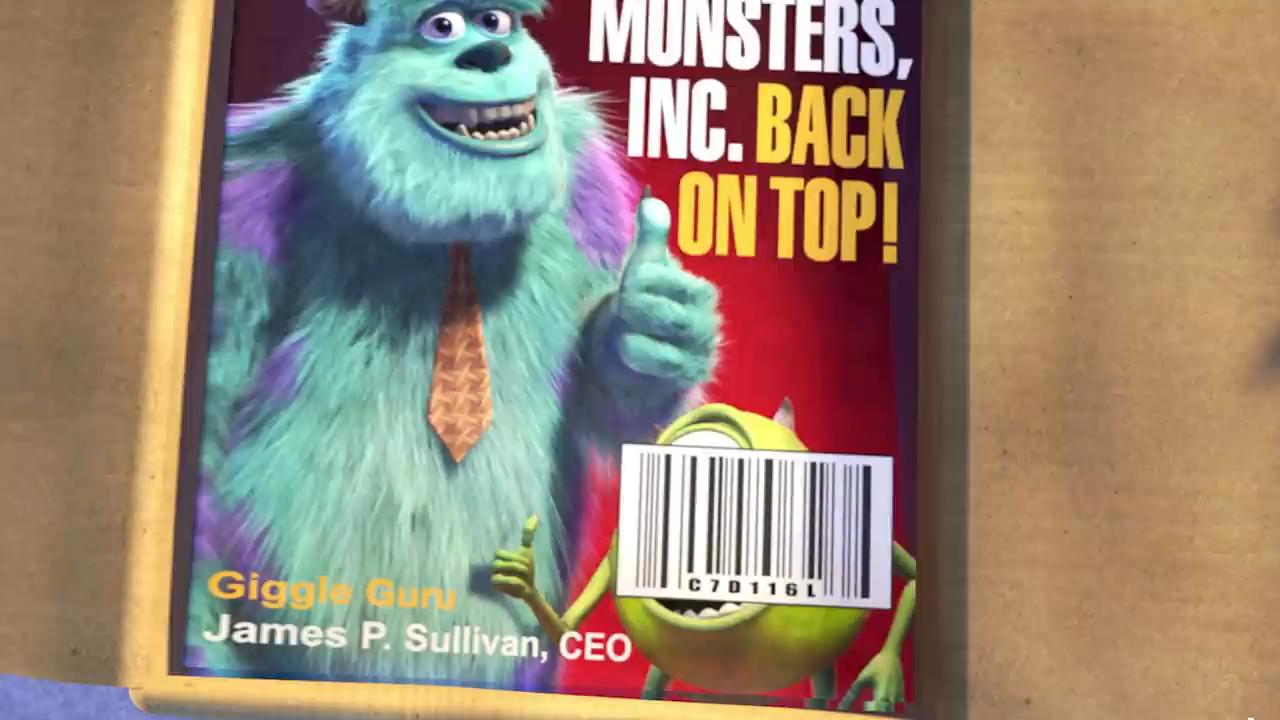 MONSTERS,
INC. BACK
ON TOP!
C7D116L
Giggle Guru
James P. Sullivan, CEO